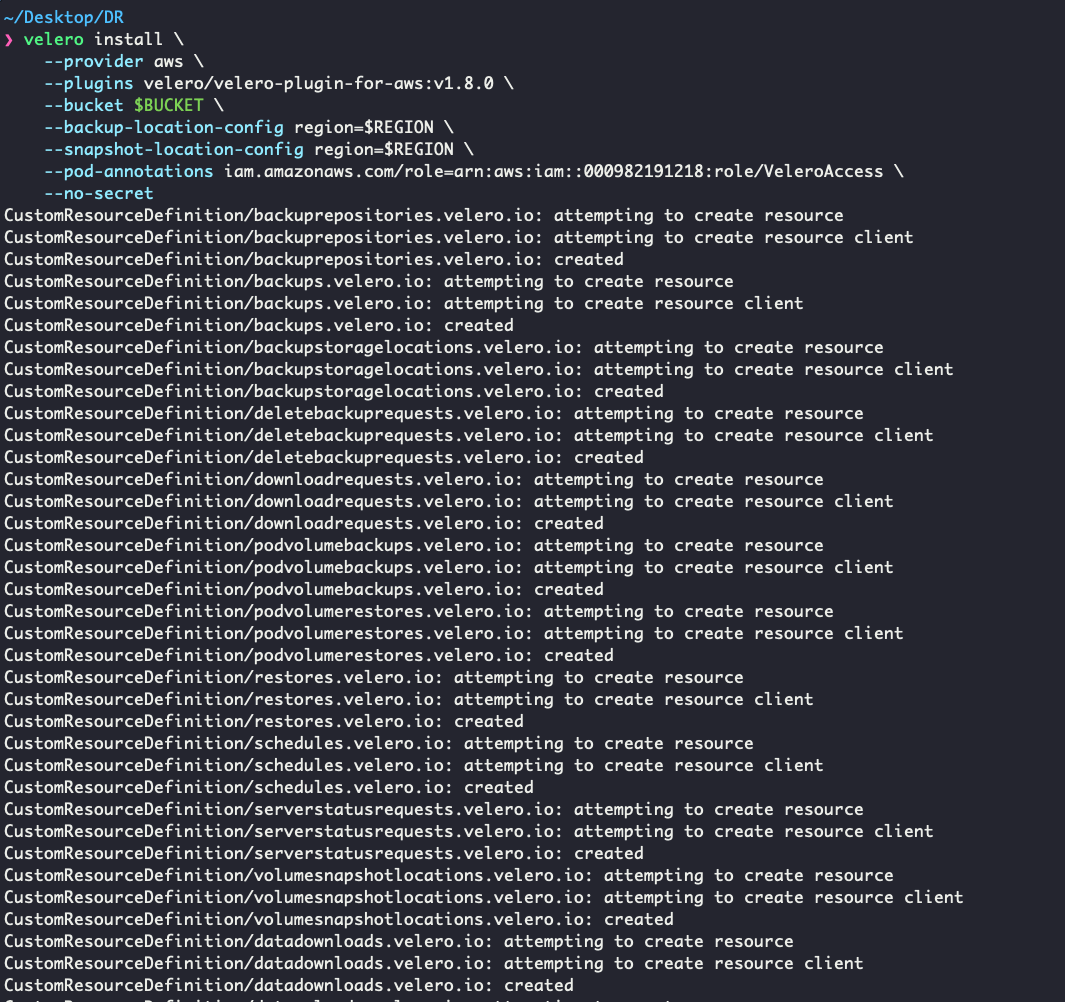 ~/Desktop/DR
❯ velero install \
    --provider aws \
    --plugins velero/velero-plugin-for-aws:v1.8.0 \
    --bucket $BUCKET \
    --backup-location-config region=$REGION \
    --snapshot-location-config region=$REGION \
    --pod-annotations iam.amazonaws.com/role=arn:aws:iam::000982191218:role/VeleroAccess \
    --no-secret
CustomResourceDefinition/backuprepositories.velero.io: attempting to create resource
CustomResourceDefinition/backuprepositories.velero.io: attempting to create resource client
CustomResourceDefinition/backuprepositories.velero.io: created
CustomResourceDefinition/backups.velero.io: attempting to create resource
CustomResourceDefinition/backups.velero.io: attempting to create resource client
CustomResourceDefinition/backups.velero.io: created
CustomResourceDefinition/backupstoragelocations.velero.io: attempting to create resource
CustomResourceDefinition/backupstoragelocations.velero.io: attempting to create resource client
CustomResourceDefinition/backupstoragelocations.velero.io: created
CustomResourceDefinition/deletebackuprequests.velero.io: attempting to create resource
CustomResourceDefinition/deletebackuprequests.velero.io: attempting to create resource client
CustomResourceDefinition/deletebackuprequests.velero.io: created
CustomResourceDefinition/downloadrequests.velero.io: attempting to create resource
CustomResourceDefinition/downloadrequests.velero.io: attempting to create resource client
CustomResourceDefinition/downloadrequests.velero.io: created
CustomResourceDefinition/podvolumebackups.velero.io: attempting to create resource
CustomResourceDefinition/podvolumebackups.velero.io: attempting to create resource client
CustomResourceDefinition/podvolumebackups.velero.io: created
CustomResourceDefinition/podvolumerestores.velero.io: attempting to create resource
CustomResourceDefinition/podvolumerestores.velero.io: attempting to create resource client
CustomResourceDefinition/podvolumerestores.velero.io: created
CustomResourceDefinition/restores.velero.io: attempting to create resource
CustomResourceDefinition/restores.velero.io: attempting to create resource client
CustomResourceDefinition/restores.velero.io: created
CustomResourceDefinition/schedules.velero.io: attempting to create resource
CustomResourceDefinition/schedules.velero.io: attempting to create resource client
CustomResourceDefinition/schedules.velero.io: created
CustomResourceDefinition/serverstatusrequests.velero.io: attempting to create resource
CustomResourceDefinition/serverstatusrequests.velero.io: attempting to create resource client
CustomResourceDefinition/serverstatusrequests.velero.io: created
CustomResourceDefinition/volumesnapshotlocations.velero.io: attempting to create resource
CustomResourceDefinition/volumesnapshotlocations.velero.io: attempting to create resource client
CustomResourceDefinition/volumesnapshotlocations.velero.io: created
CustomResourceDefinition/datadownloads.velero.io: attempting to create resource
CustomResourceDefinition/datadownloads.velero.io: attempting to create resource client
CustomResourceDefinition/datadownloads.velero.io: created